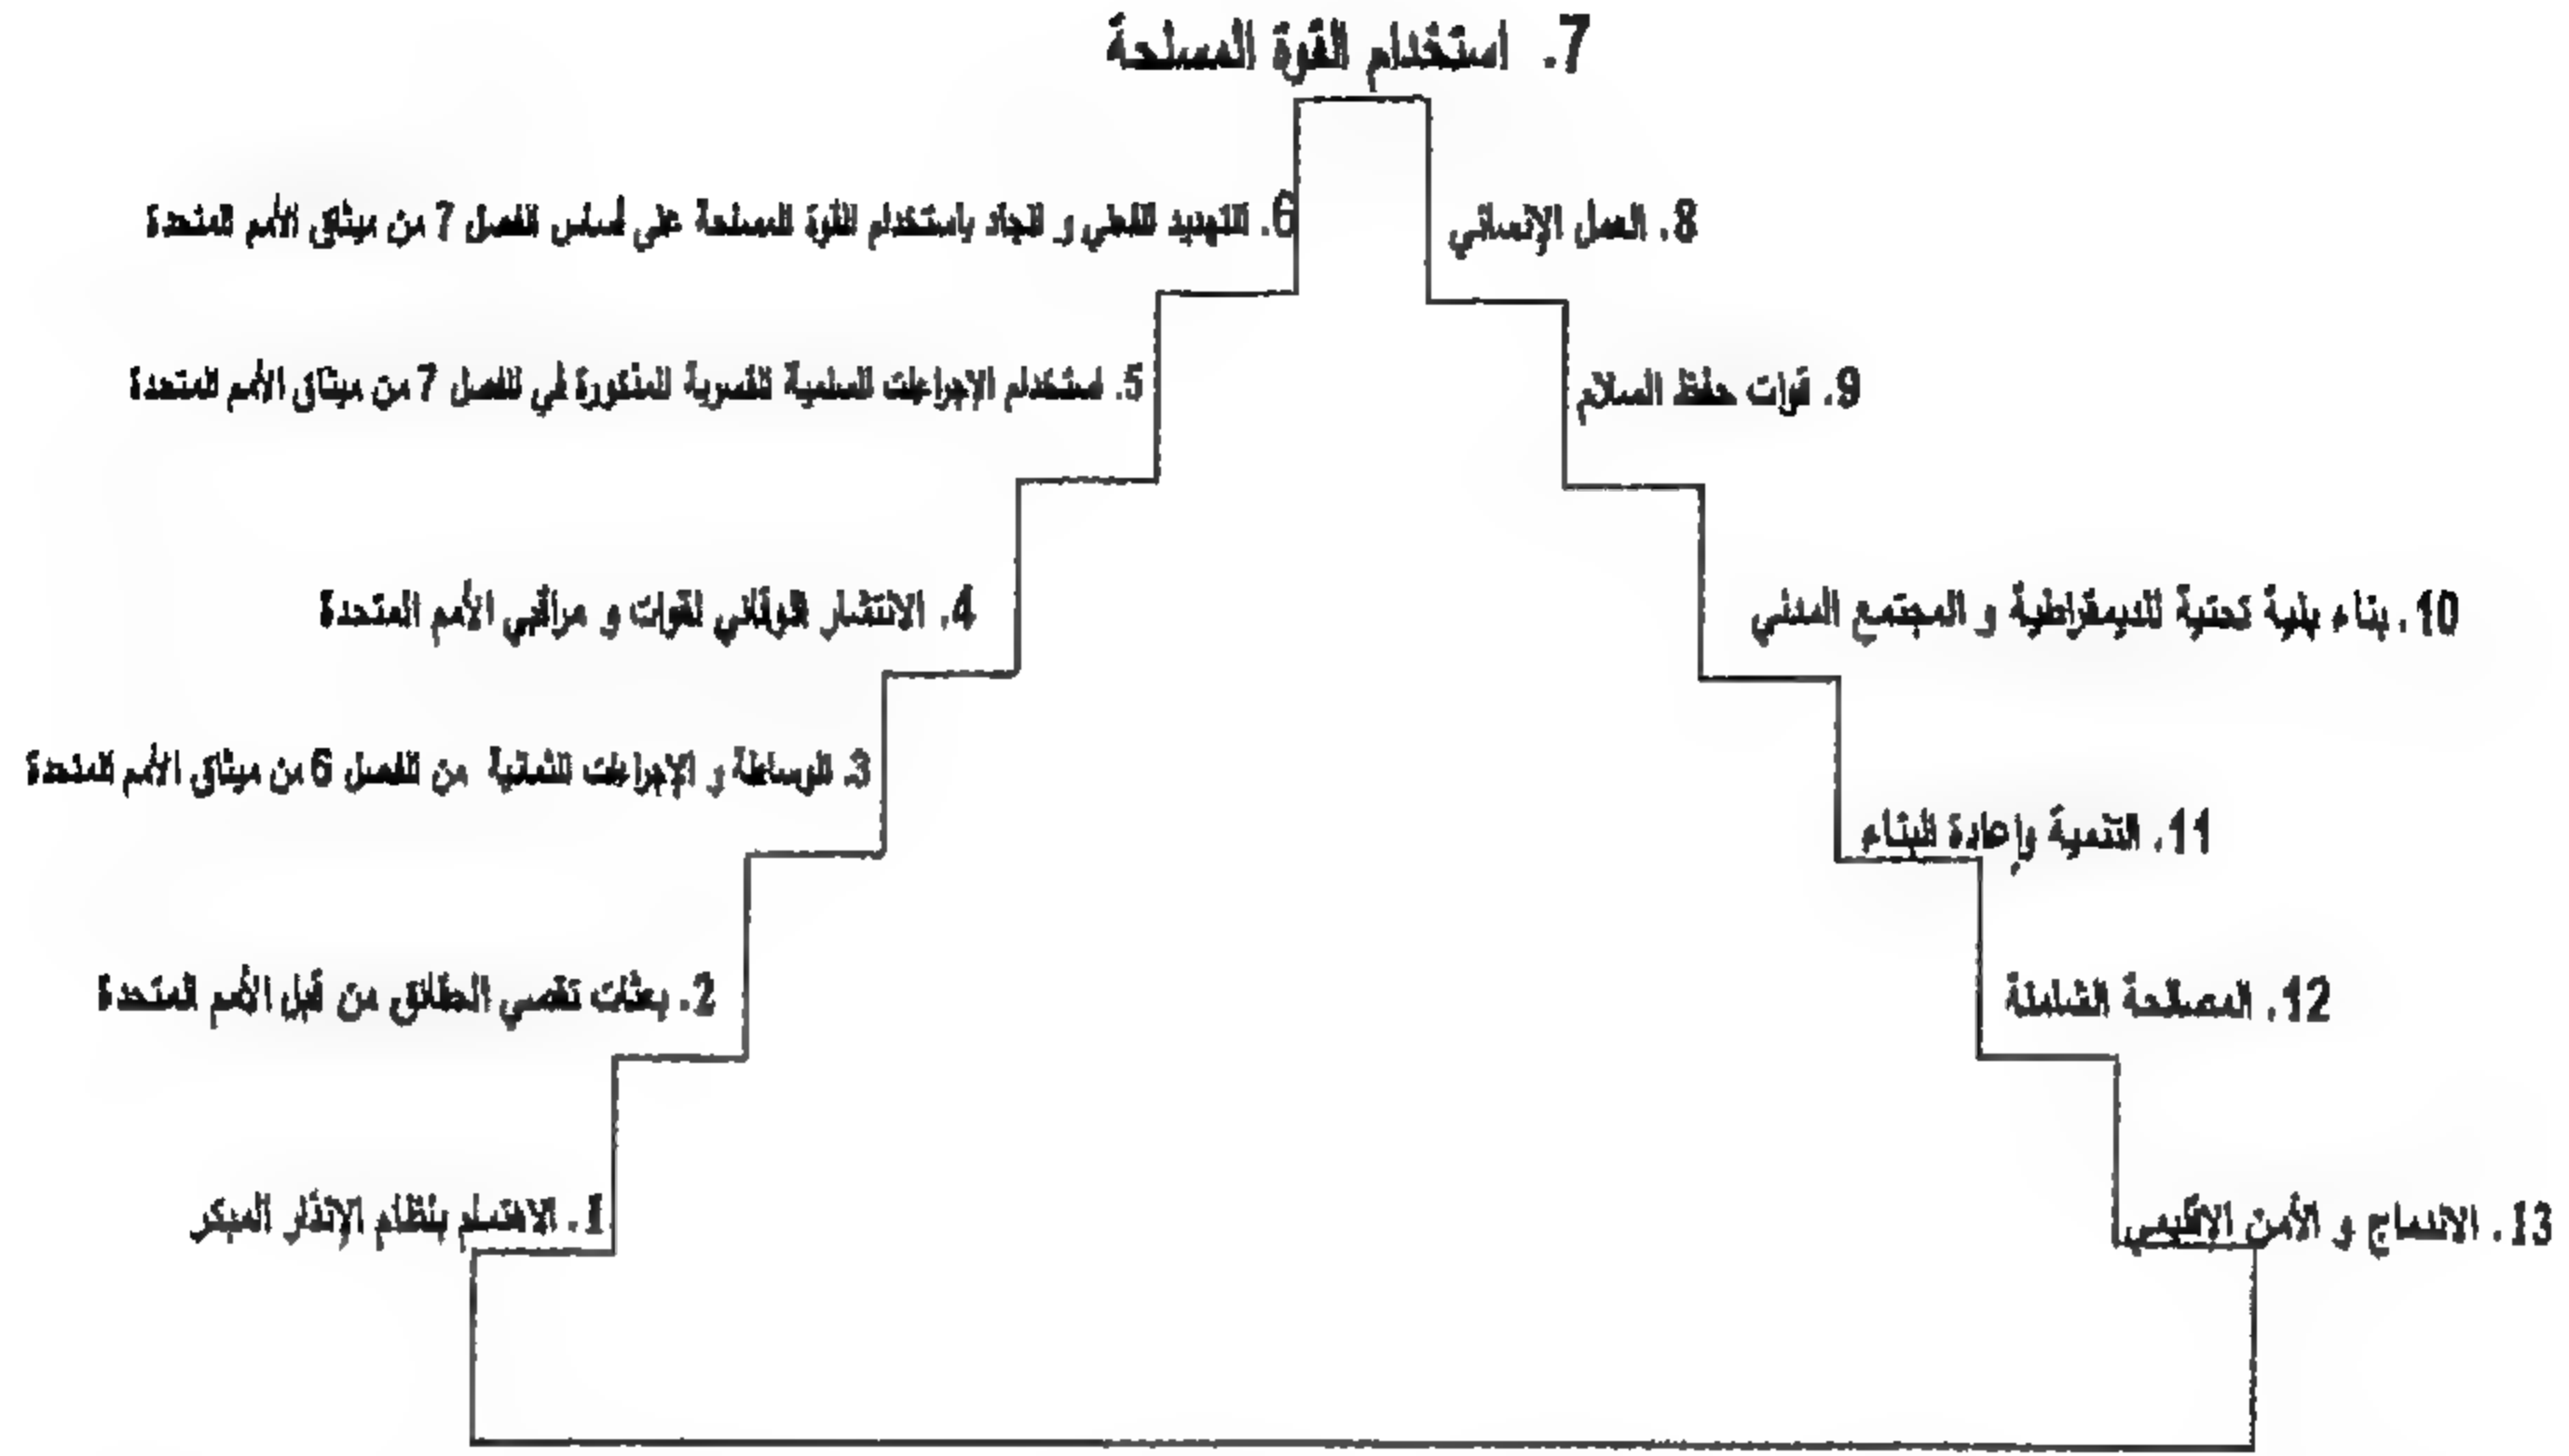 7. استخدام القوة المسلحة
6. التهديد الفعلي و الجاد باستخدام القوة المسلحة على أساس الفصل 7 من ميثاق الأمم المتحدة
8. العمل الإنساني
5. استخدام الإجراءات السلمية القسرية المذكورة في الفصل 7 من ميثاق الأمم المتحدة
9. قوات حفظ السلام
4. الانتشار الوقائي لقوات و مراقبي الأمم المتحدة
10. بناء بنية تحتية للديمقراطية و المجتمع المدني
3. الوساطة و الإجراءات الثمانية من الفصل 6 من ميثاق الأمم المتحدة
11. التنمية وإعادة البناء
2. بعثات تقصي الحقائق من قبل الأمم المتحدة
12. المصالحة الشاملة
1. الاهتمام بنظام الإنذار المبكر
13. الاندماج و الأمن الإقليمي